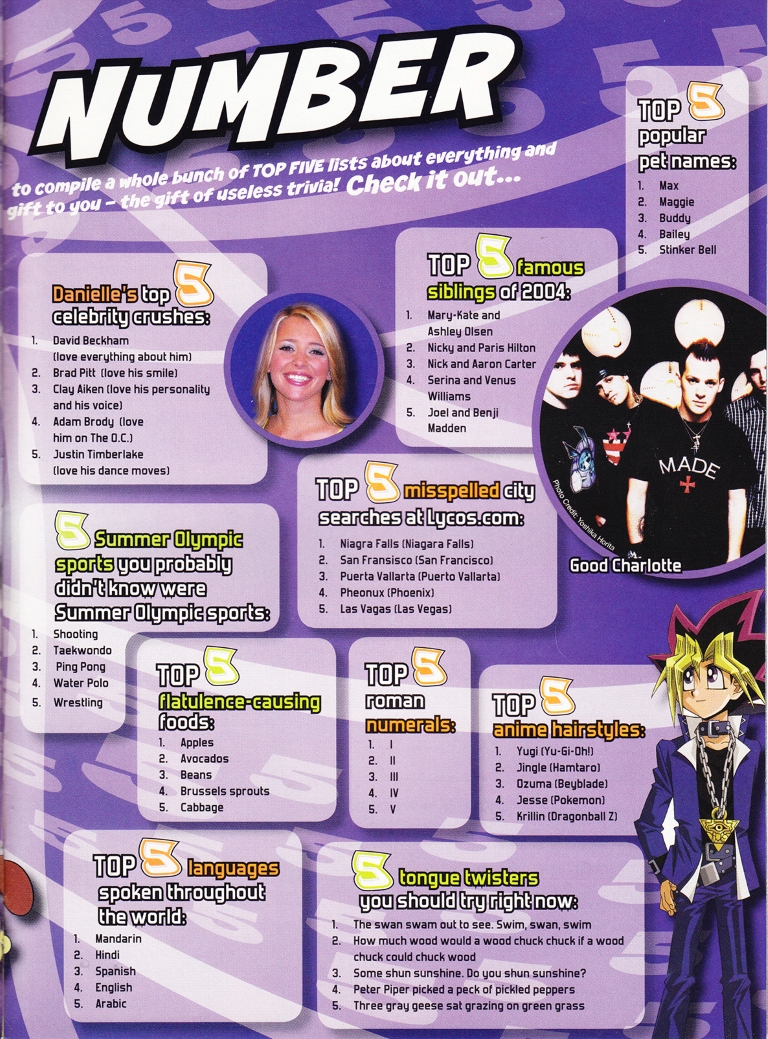 NUMBER
to compile a whole bunch of TOP FIVE lists about everything and
gift to you – the gift of useless trivia! Check it out...
TOP 5
popular
pet names:
1. Max
2. Maggie
3. Buddy
4. Bailey
5. Stinker Bell
Danielle's top 5
celebrity crushes:
1. David Beckham
(love everything about him)
2. Brad Pitt (love his smile)
3. Clay Aiken (love his personality
and his voice)
4. Adam Brody (love
him on The O.C.)
5. Justin Timberlake
(love his dance moves)
TOP 5 famous
siblings of 2004:
1. Mary-Kate and
Ashley Olsen
2. Nicky and Paris Hilton
3. Nick and Aaron Carter
4. Serina and Venus
Williams
5. Joel and Benji
Madden
MADE
Photo Credit: Yoshika Horita
Good Charlotte
TOP 5 misspelled city
searches at Lycos.com:
1. Niagra Falls (Niagara Falls)
2. San Fransisco (San Francisco)
3. Puerta Vallarta (Puerto Vallarta)
4. Pheonux (Phoenix)
5. Las Vagas (Las Vegas)
5 Summer Olympic
sports you probably
didn't know were
Summer Olympic sports:
1. Shooting
2. Taekwondo
3. Ping Pong
4. Water Polo
5. Wrestling
TOP 5
flatulence-causing
foods:
1. Apples
2. Avocados
3. Beans
4. Brussels sprouts
5. Cabbage
TOP 5
roman
numerals:
1. I
2. II
3. III
4. IV
5. V
TOP 5
anime hairstyles:
1. Yugi (Yu-Gi-Oh!)
2. Jingle (Hamtaro)
3. Ozuma (Beyblade)
4. Jesse (Pokemon)
5. Krillin (Dragonball Z)
TOP 5 languages
spoken throughout
the world:
1. Mandarin
2. Hindi
3. Spanish
4. English
5. Arabic
5 tongue twisters
you should try right now:
1. The swan swam out to see. Swim, swan, swim
2. How much wood would a wood chuck chuck if a wood
chuck could chuck wood
3. Some shun sunshine. Do you shun sunshine?
4. Peter Piper picked a peck of pickled peppers
5. Three gray geese sat grazing on green grass